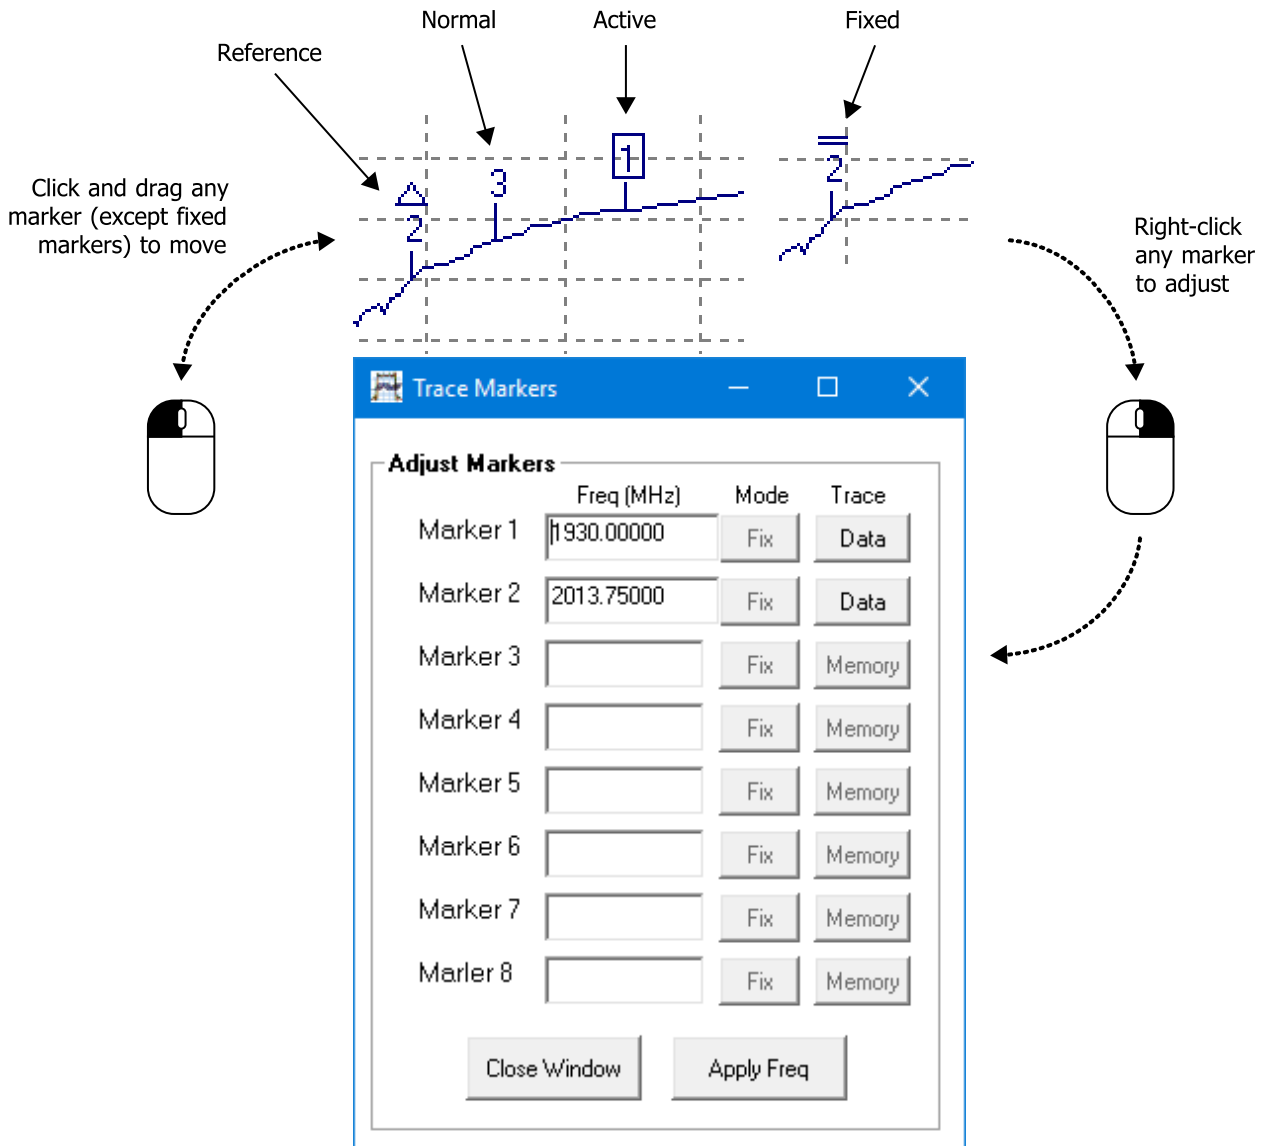 Normal
Active
Fixed
Reference
3
1
2
2
Click and drag any
marker (except fixed
markers) to move
Right-click
any marker
to adjust
Trace Markers
Adjust Markers
Freq (MHz) Mode Trace
Marker 1 1930.00000 Fix Data
Marker 2 2013.75000 Fix Data
Marker 3 Fix Memory
Marker 4 Fix Memory
Marker 5 Fix Memory
Marker 6 Fix Memory
Marker 7 Fix Memory
Marler 8 Fix Memory
Close Window Apply Freq